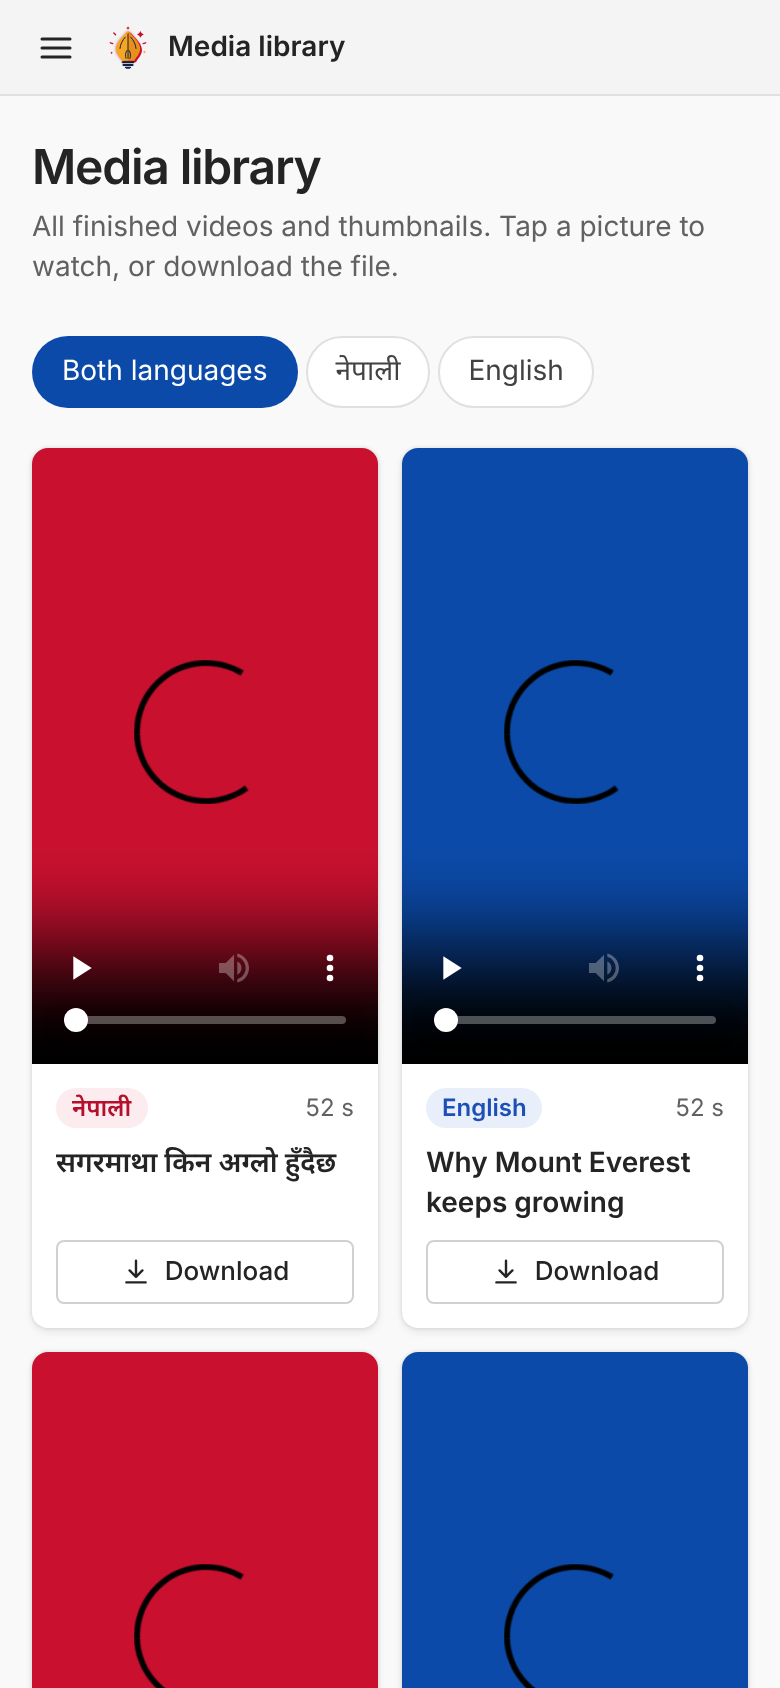 Media library
Media library
All finished videos and thumbnails. Tap a picture to
watch, or download the file.
Both languages
नेपाली
English
नेपाली
52 s
सगरमाथा किन अग्लो हुँदैछ
Download
English
52 s
Why Mount Everest
keeps growing
Download